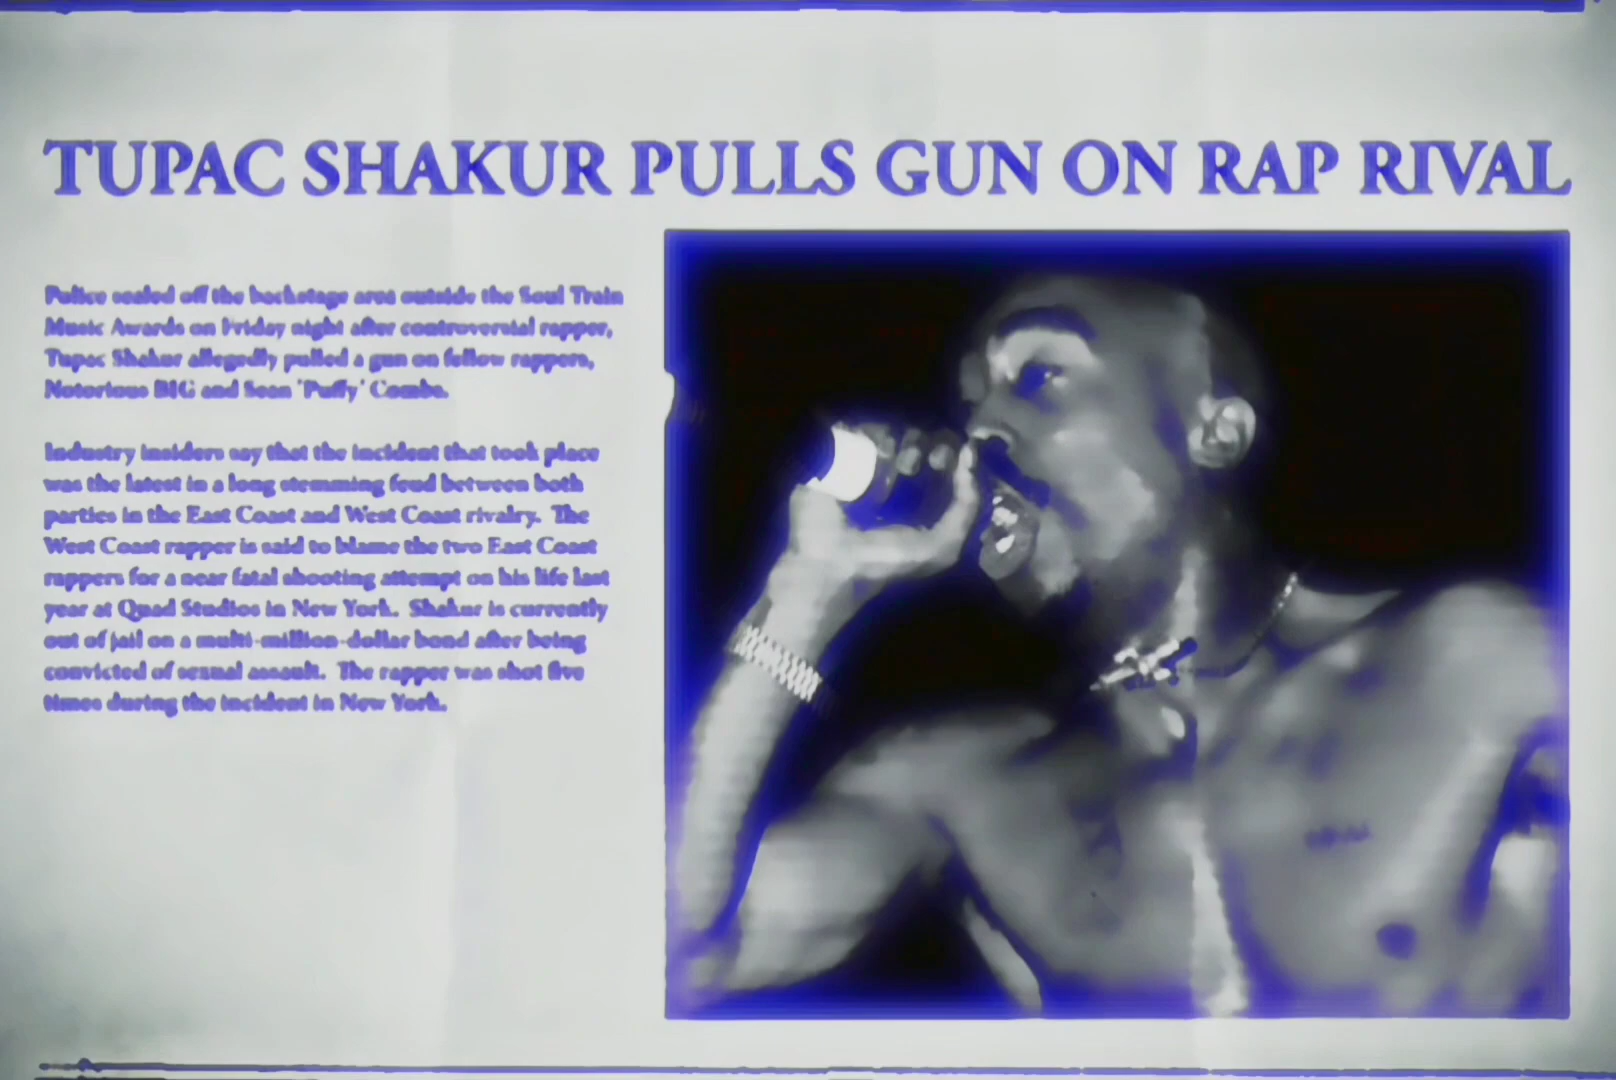 TUPAC SHAKUR PULLS GUN ON RAP RIVAL
Police sealed off the backstage area outside the Soul Train
Music Awards on Friday night after controversial rapper,
Tupac Shakur allegedly pulled a gun on fellow rappers,
Notorious BIG and Sean 'Puffy' Combs.
Industry insiders say that the incident that took place
was the latest in a long stemming feud between both
parties in the East Coast and West Coast rivalry. The
West Coast rapper is said to blame the two East Coast
rappers for a near fatal shooting attempt on his life last
year at Quad Studios in New York. Shakur is currently
out of jail on a multi-million-dollar bond after being
convicted of sexual assault. The rapper was shot five
times during the incident in New York.